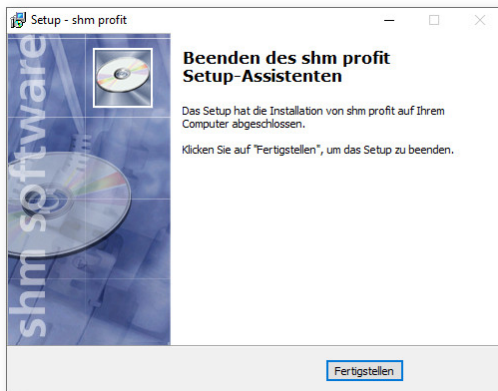 Setup - shm profit
shm software
Beenden des shm profit
Setup-Assistenten
Das Setup hat die Installation von shm profit auf Ihrem
Computer abgeschlossen.
Klicken Sie auf "Fertigstellen", um das Setup zu beenden.
Fertigstellen